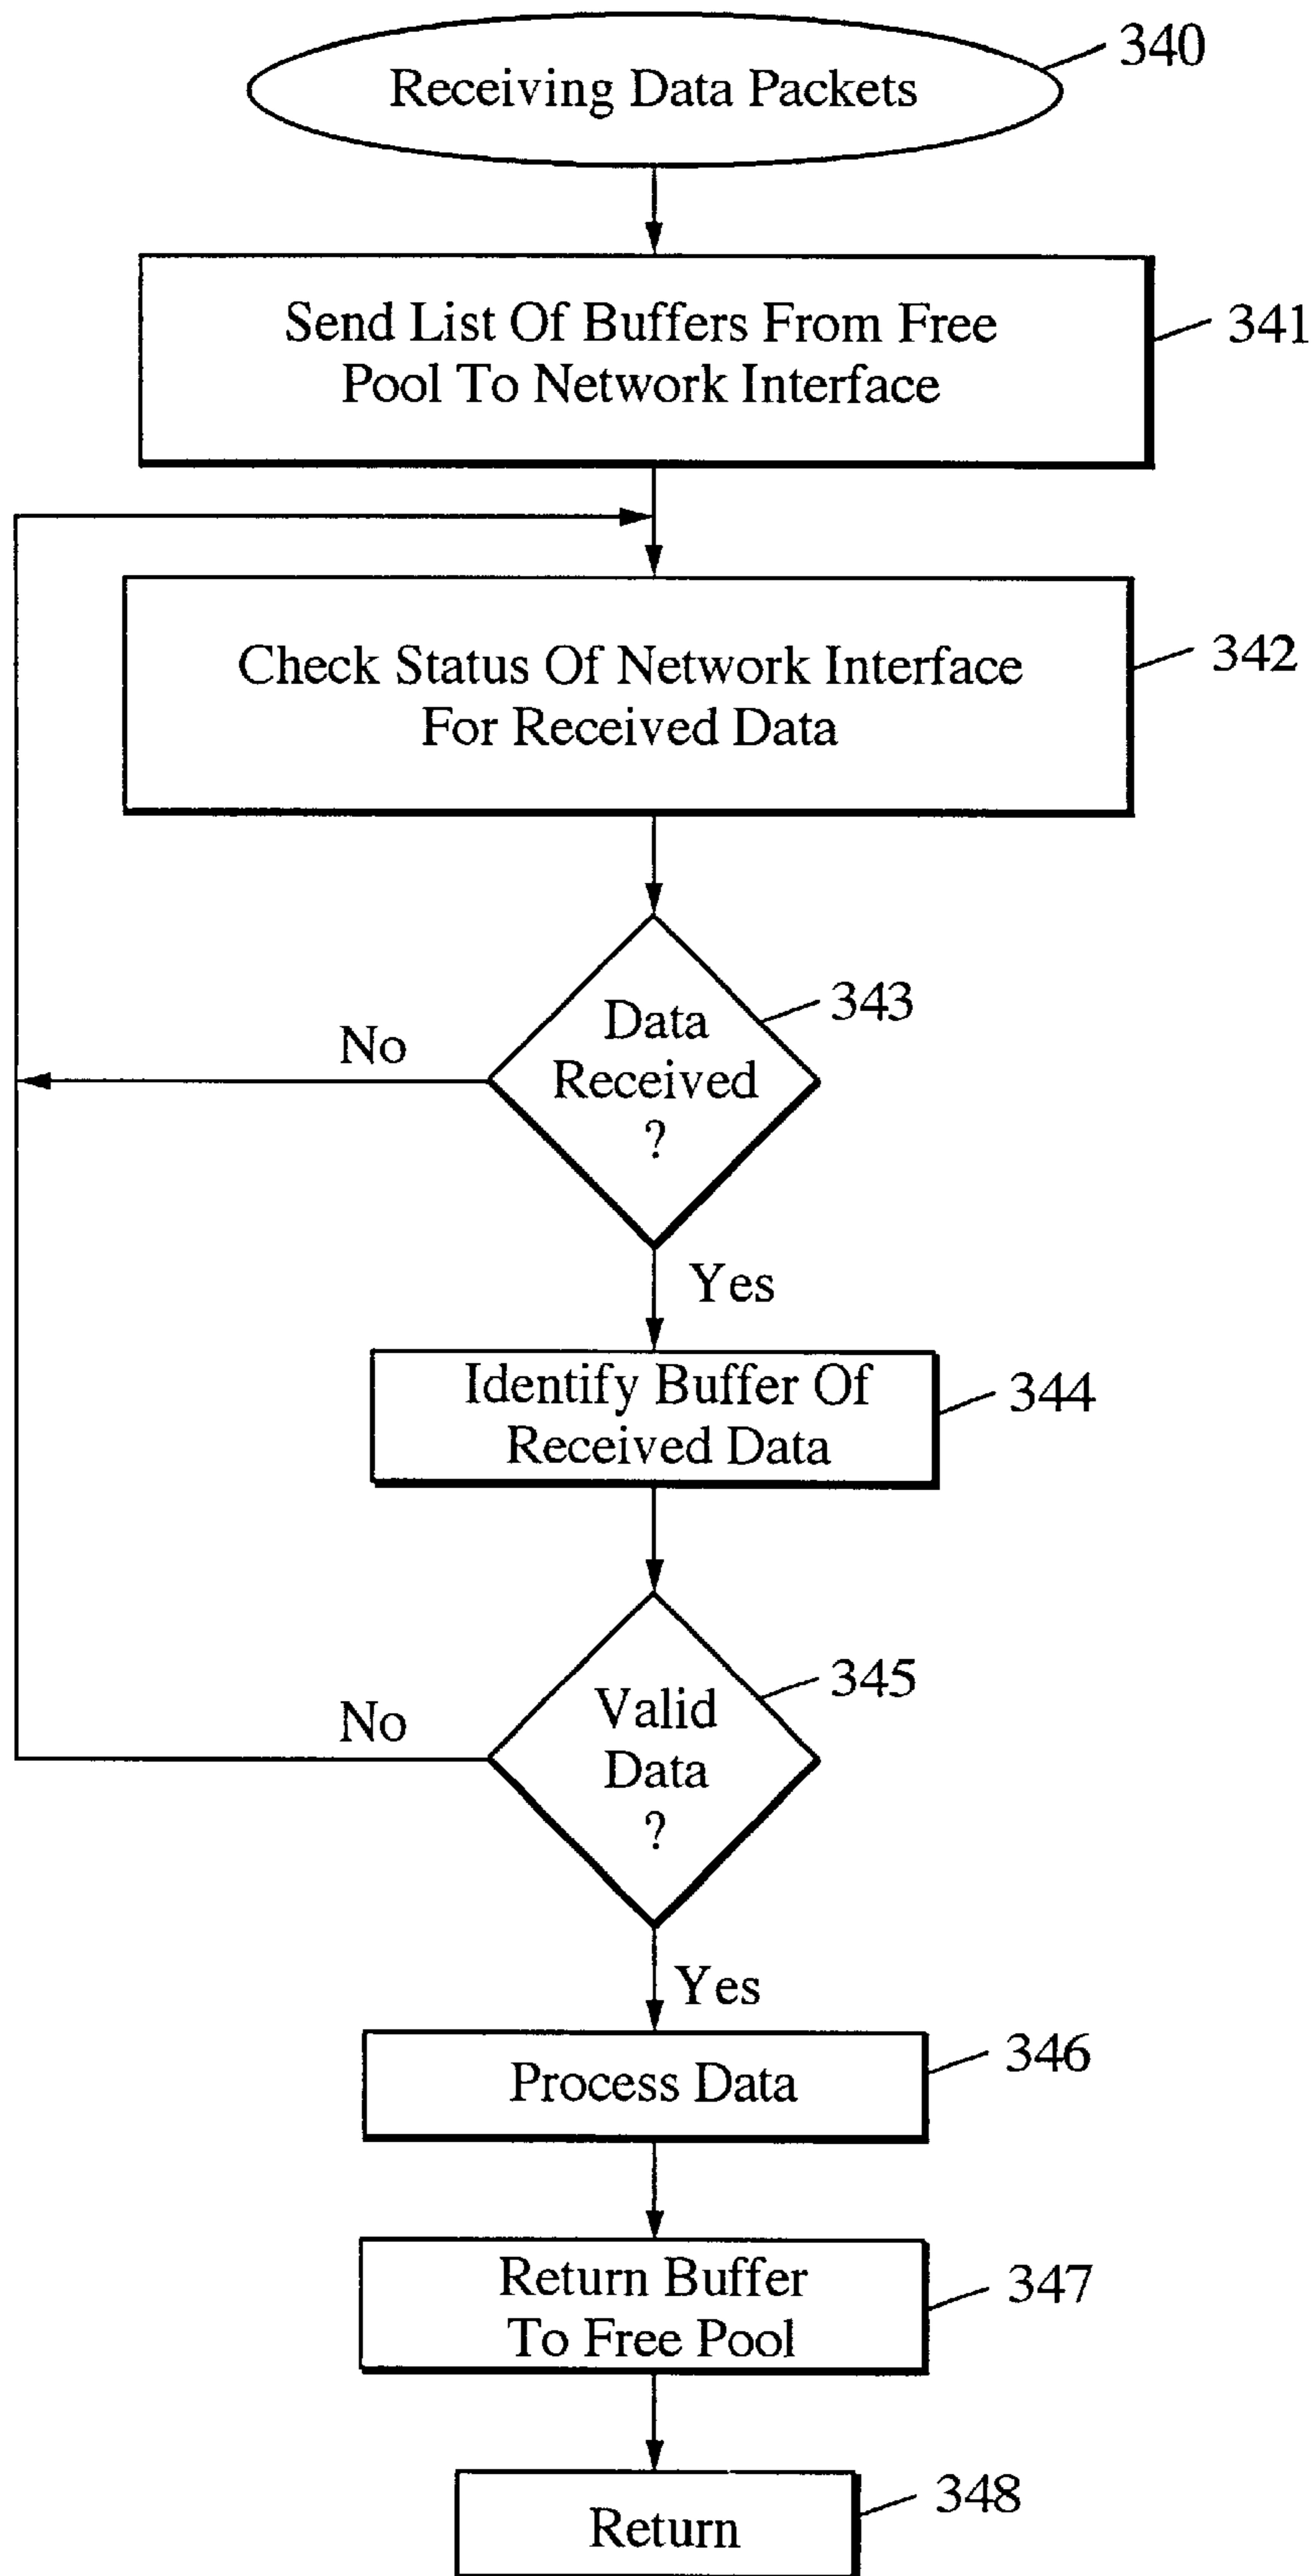 Receiving Data Packets
340
Send List Of Buffers From Free
Pool To Network Interface
341
Check Status Of Network Interface
For Received Data
342
Data
Received
?
343
No
Yes
Identify Buffer Of
Received Data
344
Valid
Data
?
345
No
Yes
Process Data
346
Return Buffer
To Free Pool
347
Return
348